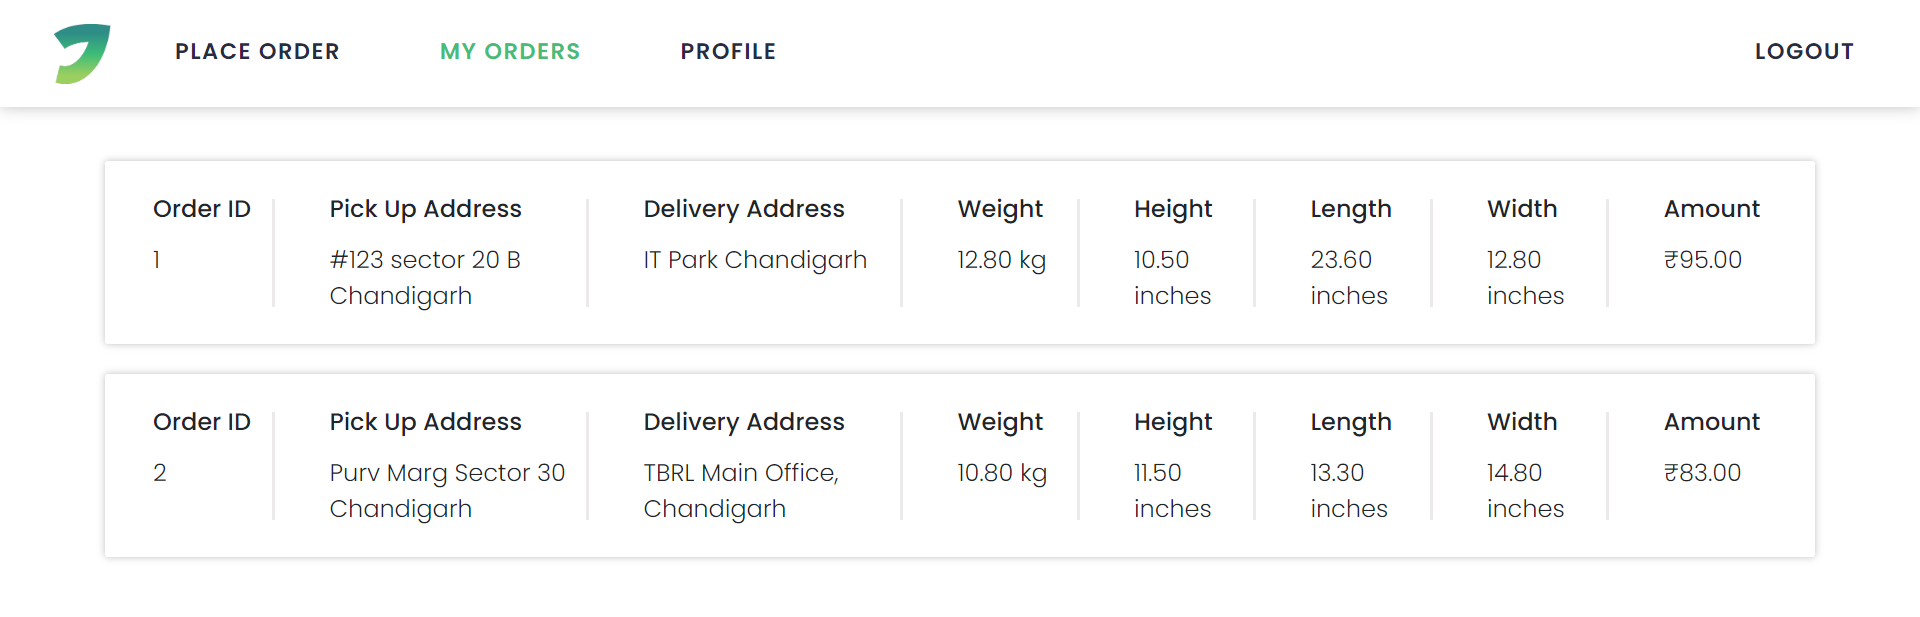 PLACE ORDER MY ORDERS PROFILE LOGOUT
Order ID Pick Up Address Delivery Address Weight Height Length Width Amount
1 #123 sector 20 B IT Park Chandigarh 12.80 kg 10.50 23.60 12.80 ₹95.00
Chandigarh inches inches inches
Order ID Pick Up Address Delivery Address Weight Height Length Width Amount
2 Purv Marg Sector 30 TBRL Main Office, 10.80 kg 11.50 13.30 14.80 ₹83.00
Chandigarh Chandigarh inches inches inches